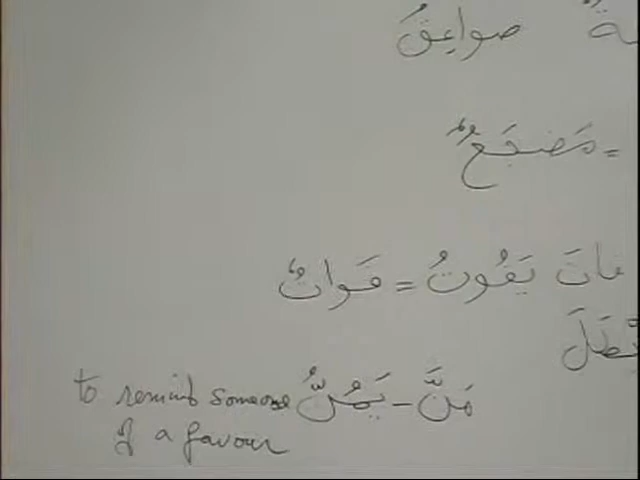 صواعِقُ
= مَضجَعٌ
فاتَ يَفُوتُ = فَواتٌ
مَنَّ - يَمُنُّ to remind someone
of a favour